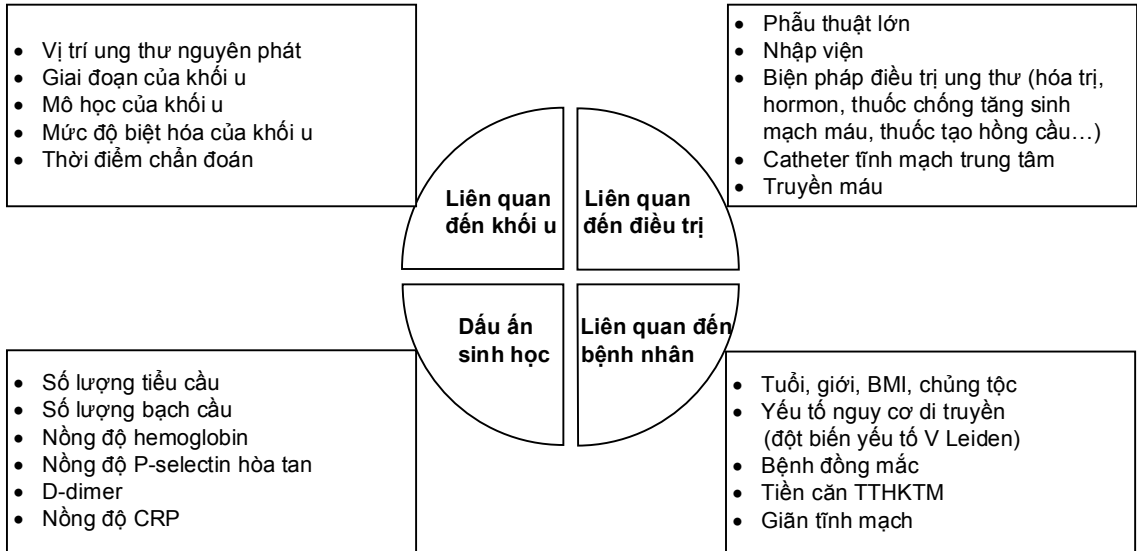 • Vị trí ung thư nguyên phát
• Giai đoạn của khối u
• Mô học của khối u
• Mức độ biệt hóa của khối u
• Thời điểm chẩn đoán
• Phẫu thuật lớn
• Nhập viện
• Biện pháp điều trị ung thư (hóa trị,
hormon, thuốc chống tăng sinh
mạch máu, thuốc tạo hồng cầu…)
• Catheter tĩnh mạch trung tâm
• Truyền máu
Liên quan
đến khối u
Liên quan
đến điều trị
Dấu ấn
sinh học
Liên quan đến
bệnh nhân
• Số lượng tiểu cầu
• Số lượng bạch cầu
• Nồng độ hemoglobin
• Nồng độ P-selectin hòa tan
• D-dimer
• Nồng độ CRP
• Tuổi, giới, BMI, chủng tộc
• Yếu tố nguy cơ di truyền
(đột biến yếu tố V Leiden)
• Bệnh đồng mắc
• Tiền căn TTHKTM
• Giãn tĩnh mạch